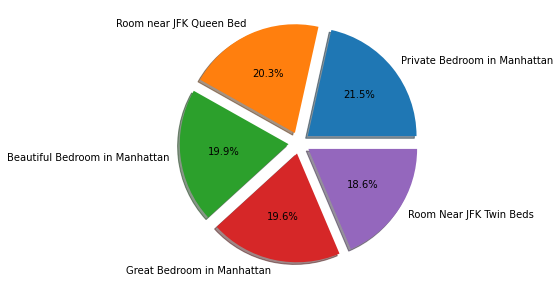 Room near JFK Queen Bed
Private Bedroom in Manhattan
20.3%
21.5%
Beautiful Bedroom in Manhattan
19.9%
18.6%
19.6%
Room Near JFK Twin Beds
Great Bedroom in Manhattan